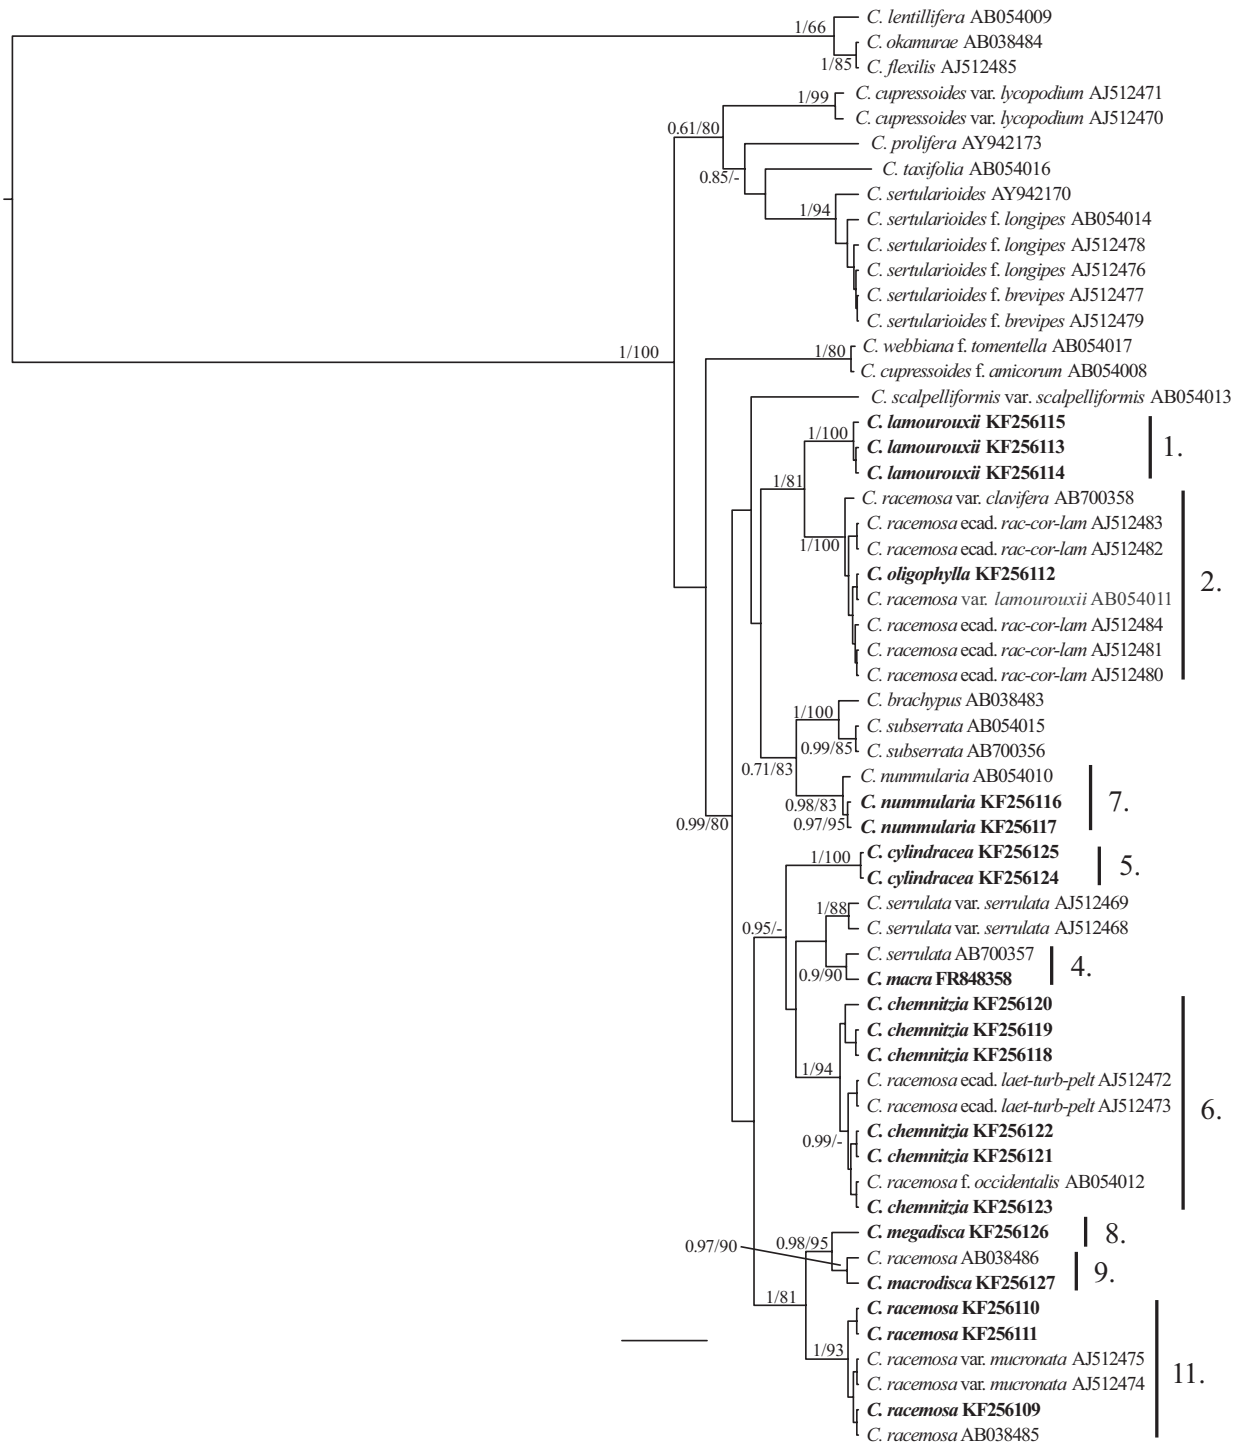 C. lentillifera AB054009
1/66
C. okamurae AB038484
1/85
C. flexilis AJ512485
C. cupressoides var. lycopodium AJ512471
1/99
C. cupressoides var. lycopodium AJ512470
0.61/80
C. prolifera AY942173
C. taxifolia AB054016
0.85/-
C. sertularioides AY942170
1/94
C. sertularioides f. longipes AB054014
C. sertularioides f. longipes AJ512478
C. sertularioides f. longipes AJ512476
C. sertularioides f. brevipes AJ512477
C. sertularioides f. brevipes AJ512479
C. webbiana f. tomentella AB054017
1/100
1/80
C. cupressoides f. amicorum AB054008
C. scalpelliformis var. scalpelliformis AB054013
C. lamourouxii KF256115
1/100
C. lamourouxii KF256113
1.
C. lamourouxii KF256114
1/81
C. racemosa var. clavifera AB700358
C. racemosa ecad. rac-cor-lam AJ512483
1/100
C. racemosa ecad. rac-cor-lam AJ512482
C. oligophylla KF256112
2.
C. racemosa var. lamourouxii AB054011
C. racemosa ecad. rac-cor-lam AJ512484
C. racemosa ecad. rac-cor-lam AJ512481
C. racemosa ecad. rac-cor-lam AJ512480
C. brachypus AB038483
1/100
C. subserrata AB054015
0.99/85
C. subserrata AB700356
0.71/83
C. nummularia AB054010
0.98/83
C. nummularia KF256116
7.
0.97/95
C. nummularia KF256117
0.99/80
C. cylindracea KF256125
1/100
5.
C. cylindracea KF256124
C. serrulata var. serrulata AJ512469
1/88
C. serrulata var. serrulata AJ512468
0.95/-
C. serrulata AB700357
4.
0.9/90
C. macra FR848358
C. chemnitzia KF256120
C. chemnitzia KF256119
C. chemnitzia KF256118
1/94
C. racemosa ecad. laet-turb-pelt AJ512472
C. racemosa ecad. laet-turb-pelt AJ512473
6.
C. chemnitzia KF256122
0.99/-
C. chemnitzia KF256121
C. racemosa f. occidentalis AB054012
C. chemnitzia KF256123
C. megadisca KF256126
8.
0.97/90
0.98/95
C. racemosa AB038486
9.
C. macrodisca KF256127
1/81
C. racemosa KF256110
C. racemosa KF256111
1/93
C. racemosa var. mucronata AJ512475
11.
C. racemosa var. mucronata AJ512474
C. racemosa KF256109
C. racemosa AB038485